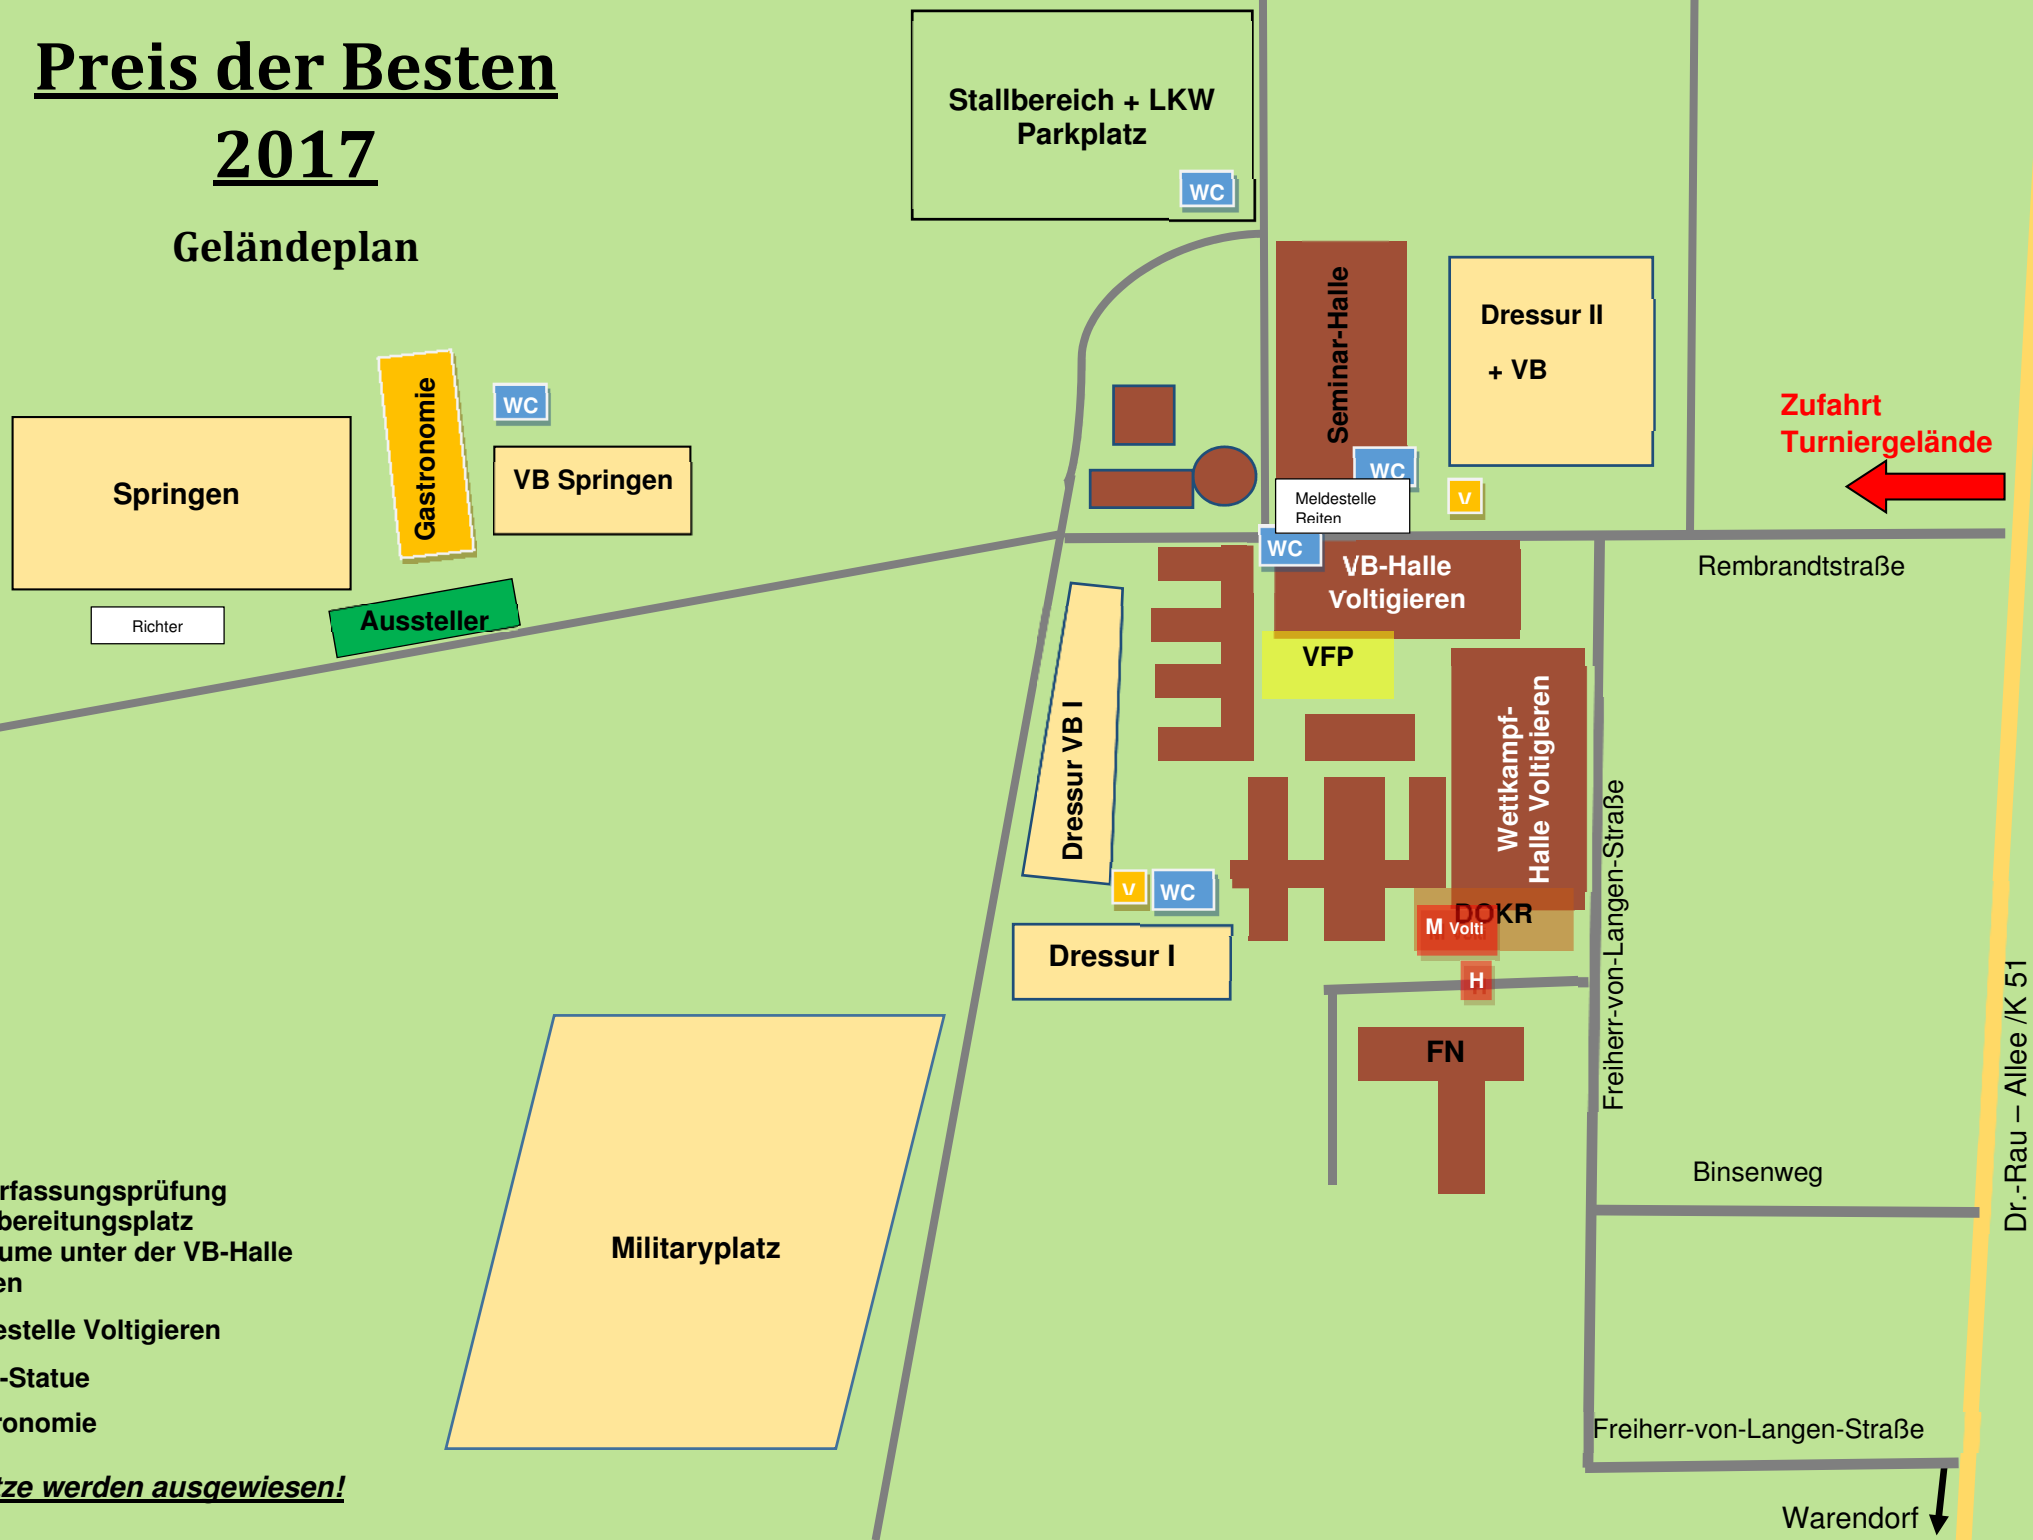 Preis der Besten
2017
Geländeplan
Stallbereich + LKW
Parkplatz
WC
Seminar-Halle
Dressur II
+ VB
Zufahrt
Turniergelände
Gastronomie
WC
Springen
VB Springen
WC
V
Meldestelle
Reiten
WC
VB-Halle
Voltigieren
Rembrandtstraße
Richter
Aussteller
VFP
Dressur VB I
Wettkampf-
Halle Voltigieren
Freiherr-von-Langen-Straße
V
WC
DOKR
M Volti
Dressur I
H
FN
Dr.-Rau – Allee /K 51
Binsenweg
Militaryplatz
rfassungsprüfung
bereitungsplatz
ume unter der VB-Halle
en
estelle Voltigieren
-Statue
ronomie
tze werden ausgewiesen!
Freiherr-von-Langen-Straße
Warendorf